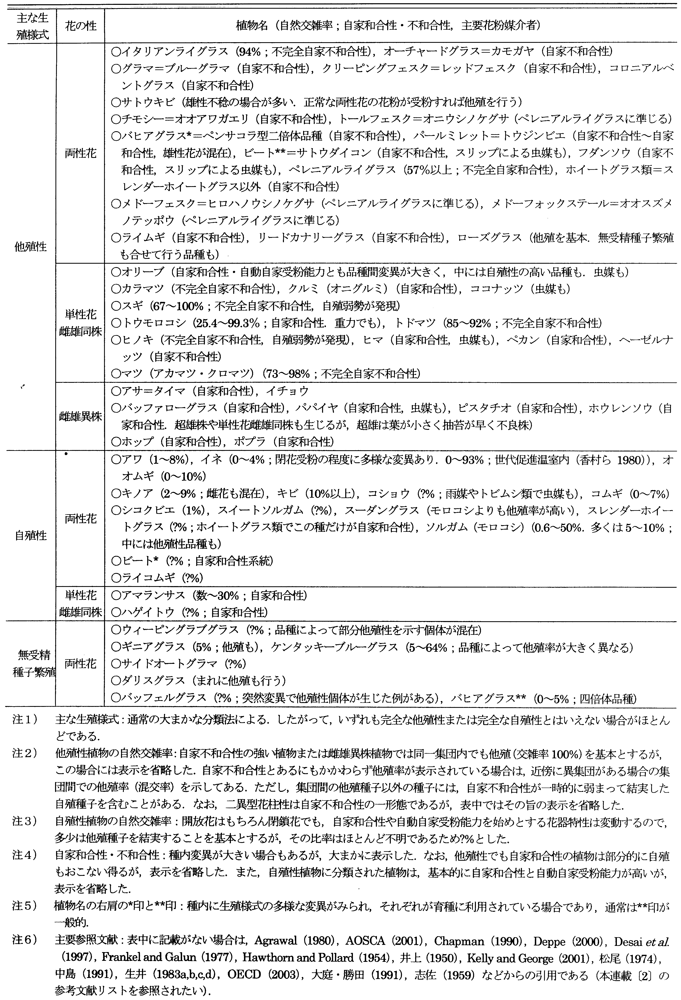 主な生
殖様式
花の性
植物名（自然交雑率；自家和合性・不和合性，主要花粉媒介者）
他殖性
両性花
○イタリアンライグラス（94%；不完全自家不和合性），オーチャードグラス＝カモガヤ（自家不和合性）
○グラマ＝ブルーグラマ（自家不和合性），クリーピングフェスク＝レッドフェスク（自家不和合性），コロニアルベ
ントグラス（自家不和合性）
○サトウキビ（雄性不稔の場合が多い．正常な両性花の花粉が受粉すれば他殖を行う）
○チモシー＝オオアワガエリ（自家不和合性），トールフェスク＝オニウシノケグサ（ペレニアルライグラスに準じる）
○バヒアグラス*＝ペンサコラ型二倍体品種（自家不和合性），パールミレット＝トウジンビエ（自家不和合性～自家
和合性，雄性花が混在），ビート**＝サトウダイコン（自家不和合性，スリップによる虫媒も），フダンソウ（自家不
和合性，スリップによる虫媒も），ペレニアルライグラス（57%以上；不完全自家和合性），ホイートグラス類＝ス
レンダーホイートグラス以外（自家不和合性）
○メドーフェスク＝ヒロハノウシノケグサ（ペレニアルライグラスに準じる），メドーフォックステール＝オオスズメ
ノテッポウ（ペレニアルライグラスに準じる）
○ライムギ（自家不和合性），リードカナリーグラス（自家不和合性），ローズグラス（他殖を基本．無受精種子繁殖
も合せて行う品種も）
単性花
雌雄同株
○オリーブ（自家和合性・自動自家受粉能力とも品種間変異が大きく，中には自殖性の高い品種も．虫媒も）
○カラマツ（不完全自家不和合性），クルミ（オニグルミ）（自家和合性），ココナッツ（虫媒も）
○スギ（67～100%；不完全自家不和合性，自殖弱勢が発現）
○トウモロコシ（25.4～99.3%；自家和合性．重力でも），トドマツ（85～92%；不完全自家不和合性）
○ヒノキ（不完全自家不和合性，自殖弱勢が発現），ヒマ（自家和合性，虫媒も），ペカン（自家和合性），ヘーゼルナ
ッツ（自家不和合性）
○マツ（アカマツ・クロマツ）（73～98%；不完全自家不和合性）
雌雄異株
○アサ＝タイマ（自家和合性），イチョウ
○バッファローグラス（自家和合性），パパイヤ（自家和合性，虫媒も），ピスタチオ（自家和合性），ホウレンソウ（自
家和合性．超雄株や単性花雌雄同株も生じるが，超雄は葉が小さく抽苔が早く不良株）
○ホップ（自家和合性），ポプラ（自家和合性）
自殖性
両性花
○アワ（1～8%），イネ（0～4%；閉花受粉の程度に多様な変異あり．0～93%；世代促進温室内（香村ら 1980）），オ
オムギ（0～10%）
○キノア（2～9%；雌花も混在），キビ（10%以上），コショウ（?%；雨媒やトビムシ類で虫媒も），コムギ（0～7%）
○シコクビエ（1%），スイートソルガム（?%），スーダングラス（モロコシよりも他殖率が高い），スレンダーホイー
トグラス（?%；ホイートグラス類でこの種だけが自家和合性），ソルガム（モロコシ）（0.6～50%．多くは5～10%；
中には他殖性品種も）
○ビート*（?%；自家和合性系統）
○ライコムギ（?%）
単性花
雌雄同株
○アマランサス（数～30%；自家和合性）
○ハゲイトウ（?%；自家和合性）
無受精
種子繁殖
両性花
○ウィーピングラブグラス（?%；品種によって部分他殖性を示す個体が混在）
○ギニアグラス（5%；他殖も），ケンタッキーブルーグラス（5～64%；品種によって他殖率が大きく異なる）
○サイドオートグラマ（?%）
○ダリスグラス（まれに他殖も行う）
○バッフェルグラス（?%；突然変異で他殖性個体が生じた例がある），バヒアグラス**（0～5%；四倍体品種）
注１） 主な生殖様式：通常の大まかな分類法による．したがって，いずれも完全な他殖性または完全な自殖性とはいえない場合がほとん
どである．
注２） 他殖性植物の自然交雑率：自家不和合性の強い植物または雌雄異株植物では同一集団内でも他殖（交雑率100%）を基本とするが，
この場合には表示を省略した．自家不和合性とあるにもかかわらず他殖率が表示されている場合は，近傍に異集団がある場合の集
団間での他殖率（混交率）を示してある．ただし，集団間の他殖種子以外の種子には，自家不和合性が一時的に弱まって結実した
自殖種子を含むことがある．なお，二異型花柱性は自家不和合性の一形態であるが，表中ではその旨の表示を省略した．
注３） 自殖性植物の自然交雑率：開放花はもちろん閉鎖花でも，自家和合性や自動自家受粉能力を始めとする花器特性は変動するので，
多少は他殖種子を結実することを基本とするが，その比率はほとんど不明であるため?%とした．
注４） 自家和合性・不和合性：種内変異が大きい場合もあるが，大まかに表示した．なお，他殖性でも自家和合性の植物は部分的に自殖
もおこない得るが，表示を省略した．また，自殖性植物に分類された植物は，基本的に自家和合性と自動自家受粉能力が高いが，
表示を省略した．
注５） 植物名の右肩の*印と**印：種内に生殖様式の多様な変異がみられ，それぞれが育種に利用されている場合であり，通常は**印が
一般的．
注６） 主要参照文献：表中に記載がない場合は，Agrawal（1980），AOSCA（2001），Chapman（1990），Deppe（2000），Desai et al.
（1997），Frankel and Galun（1977），Hawthorn and Pollard（1954），井上（1950），Kelly and George（2001），松尾（1974），
中島（1991），生井（1983a,b,c,d），OECD（2003），大庭・勝田（1991），志佐（1959）などからの引用である（本連載〔2〕の
参考文献リストを参照されたい）．